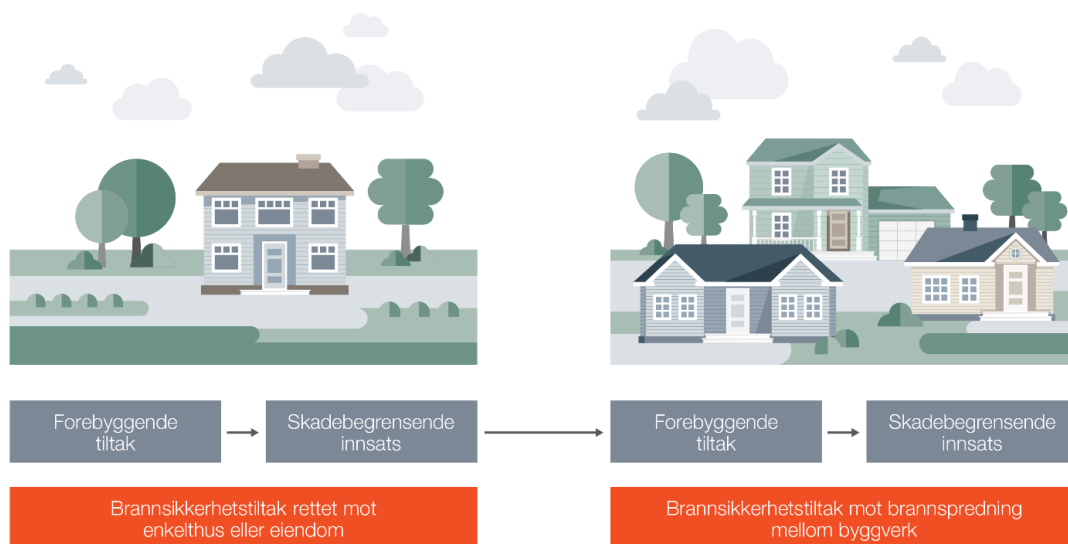 Forebyggende
tiltak
Skadebegrensende
innsats
Forebyggende
tiltak
Skadebegrensende
innsats
Brannsikkerhetstiltak rettet mot
enkelthus eller eiendom
Brannsikkerhetstiltak mot brannspredning
mellom byggverk